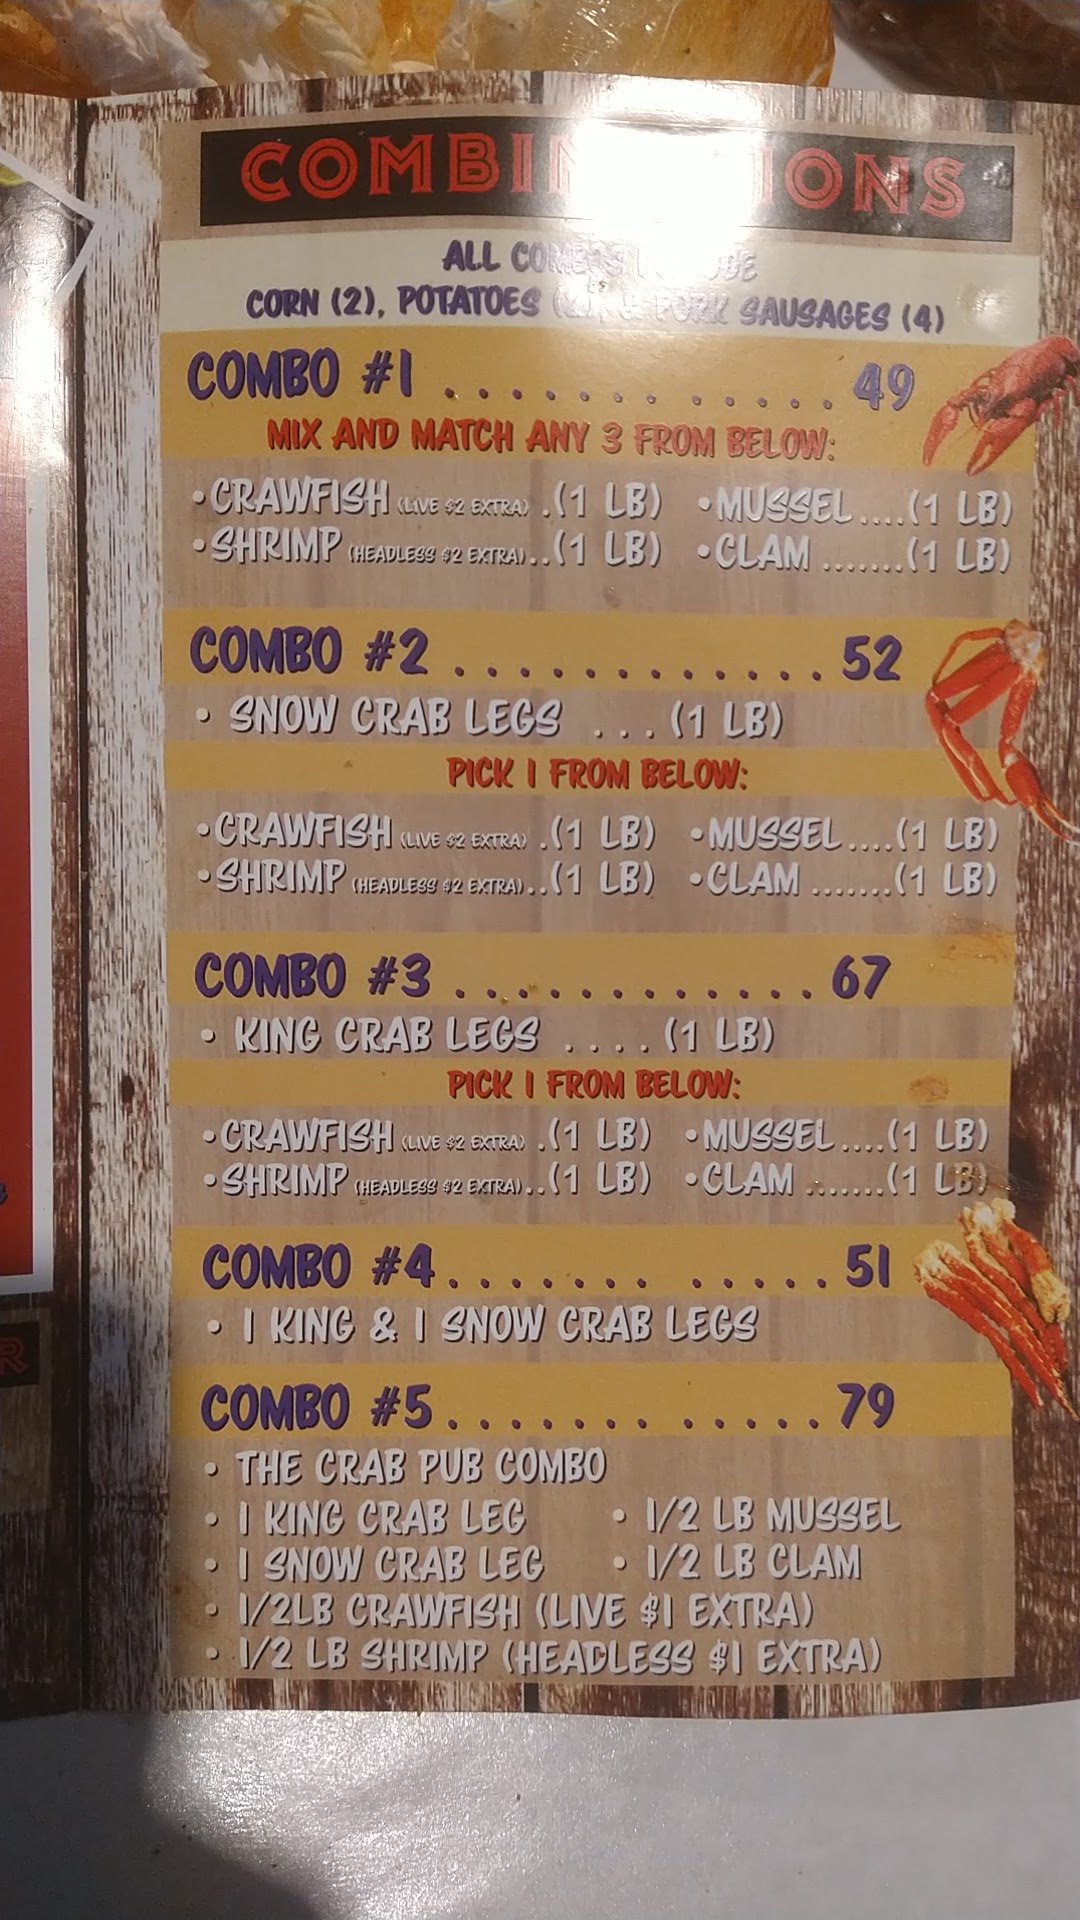 ALL COMBOS
CORN (2), POTATOES & PORK SAUSAGES (4)
COMBO #1 . . . . . . . . . . . . . 49
MIX AND MATCH ANY 3 FROM BELOW:
•CRAWFISH (LIVE $2 EXTRA) .(1 LB) •MUSSEL....(1 LB)
•SHRIMP (HEADLESS $2 EXTRA)..(1 LB) •CLAM .......(1 LB)
COMBO #2 . . . . . . . . . . . . . 52
• SNOW CRAB LEGS . . . (1 LB)
PICK 1 FROM BELOW:
•CRAWFISH (LIVE $2 EXTRA) .(1 LB) •MUSSEL....(1 LB)
•SHRIMP (HEADLESS $2 EXTRA)..(1 LB) •CLAM .......(1 LB)
COMBO #3 . . . . . . . . . . . . . 67
• KING CRAB LEGS . . . . (1 LB)
PICK 1 FROM BELOW:
•CRAWFISH (LIVE $2 EXTRA) .(1 LB) •MUSSEL....(1 LB)
•SHRIMP (HEADLESS $2 EXTRA)..(1 LB) •CLAM .......(1 LB)
COMBO #4. . . . . . . . . . . . 51
• 1 KING & 1 SNOW CRAB LEGS
COMBO #5. . . . . . . . . . . . 79
• THE CRAB PUB COMBO
• 1 KING CRAB LEG • 1/2 LB MUSSEL
• 1 SNOW CRAB LEG • 1/2 LB CLAM
• 1/2LB CRAWFISH (LIVE $1 EXTRA)
• 1/2 LB SHRIMP (HEADLESS $1 EXTRA)